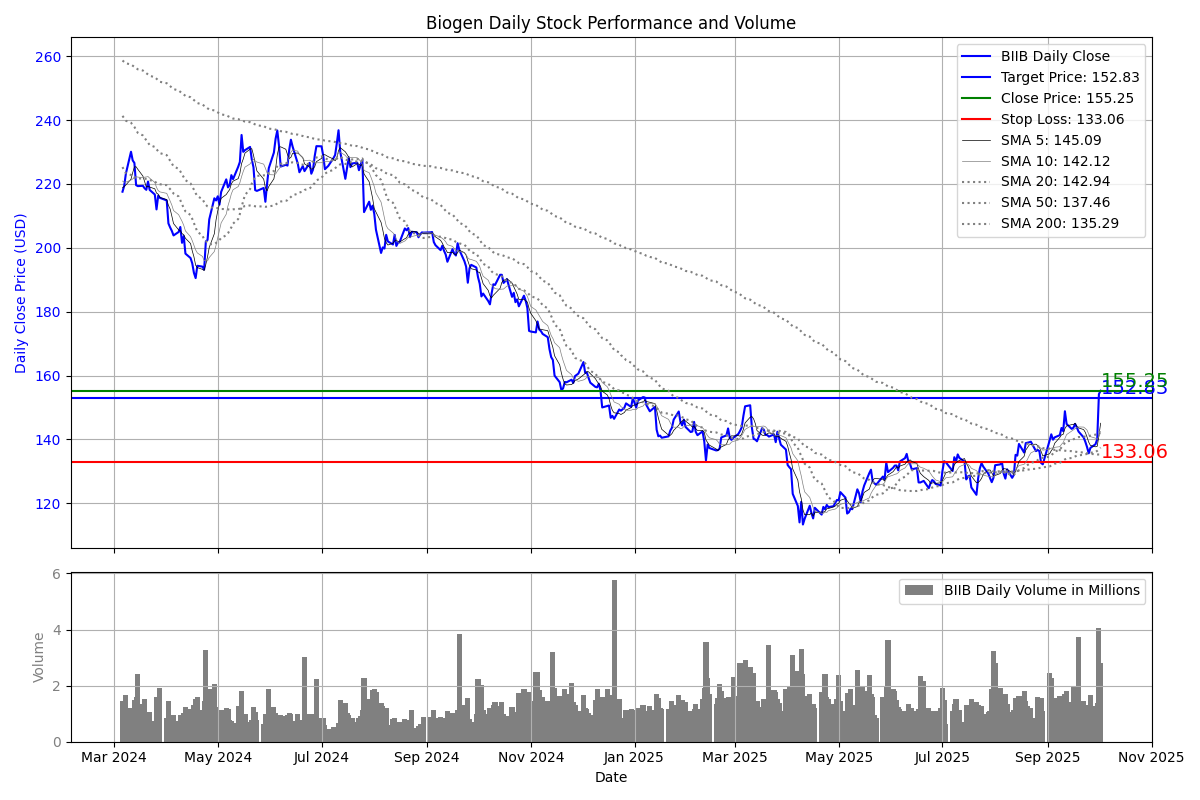 Biogen Daily Stock Performance and Volume
Daily Close Price (USD)
260
240
220
200
180
160
140
120
BIIB Daily Close
Target Price: 152.83
Close Price: 155.25
Stop Loss: 133.06
SMA 5: 145.09
SMA 10: 142.12
SMA 20: 142.94
SMA 50: 137.46
SMA 200: 135.29
155.25
152.83
133.06
Volume
6
4
2
0
BIIB Daily Volume in Millions
Mar 2024 May 2024 Jul 2024 Sep 2024 Nov 2024 Jan 2025 Mar 2025 May 2025 Jul 2025 Sep 2025 Nov 2025
Date